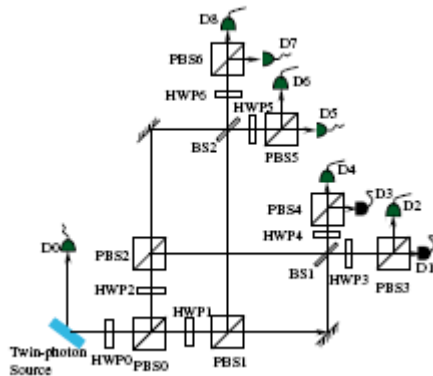 D8
D7
PBS6
D6
HWP6
HWP5
D5
BS2
PBS5
D4
D3
D2
PBS4
D0
PBS2
HWP4
D1
BS1
HWP3
PBS3
HWP2
HWP1
Twin-photon
Source
HWP0
PBS0
PBS1